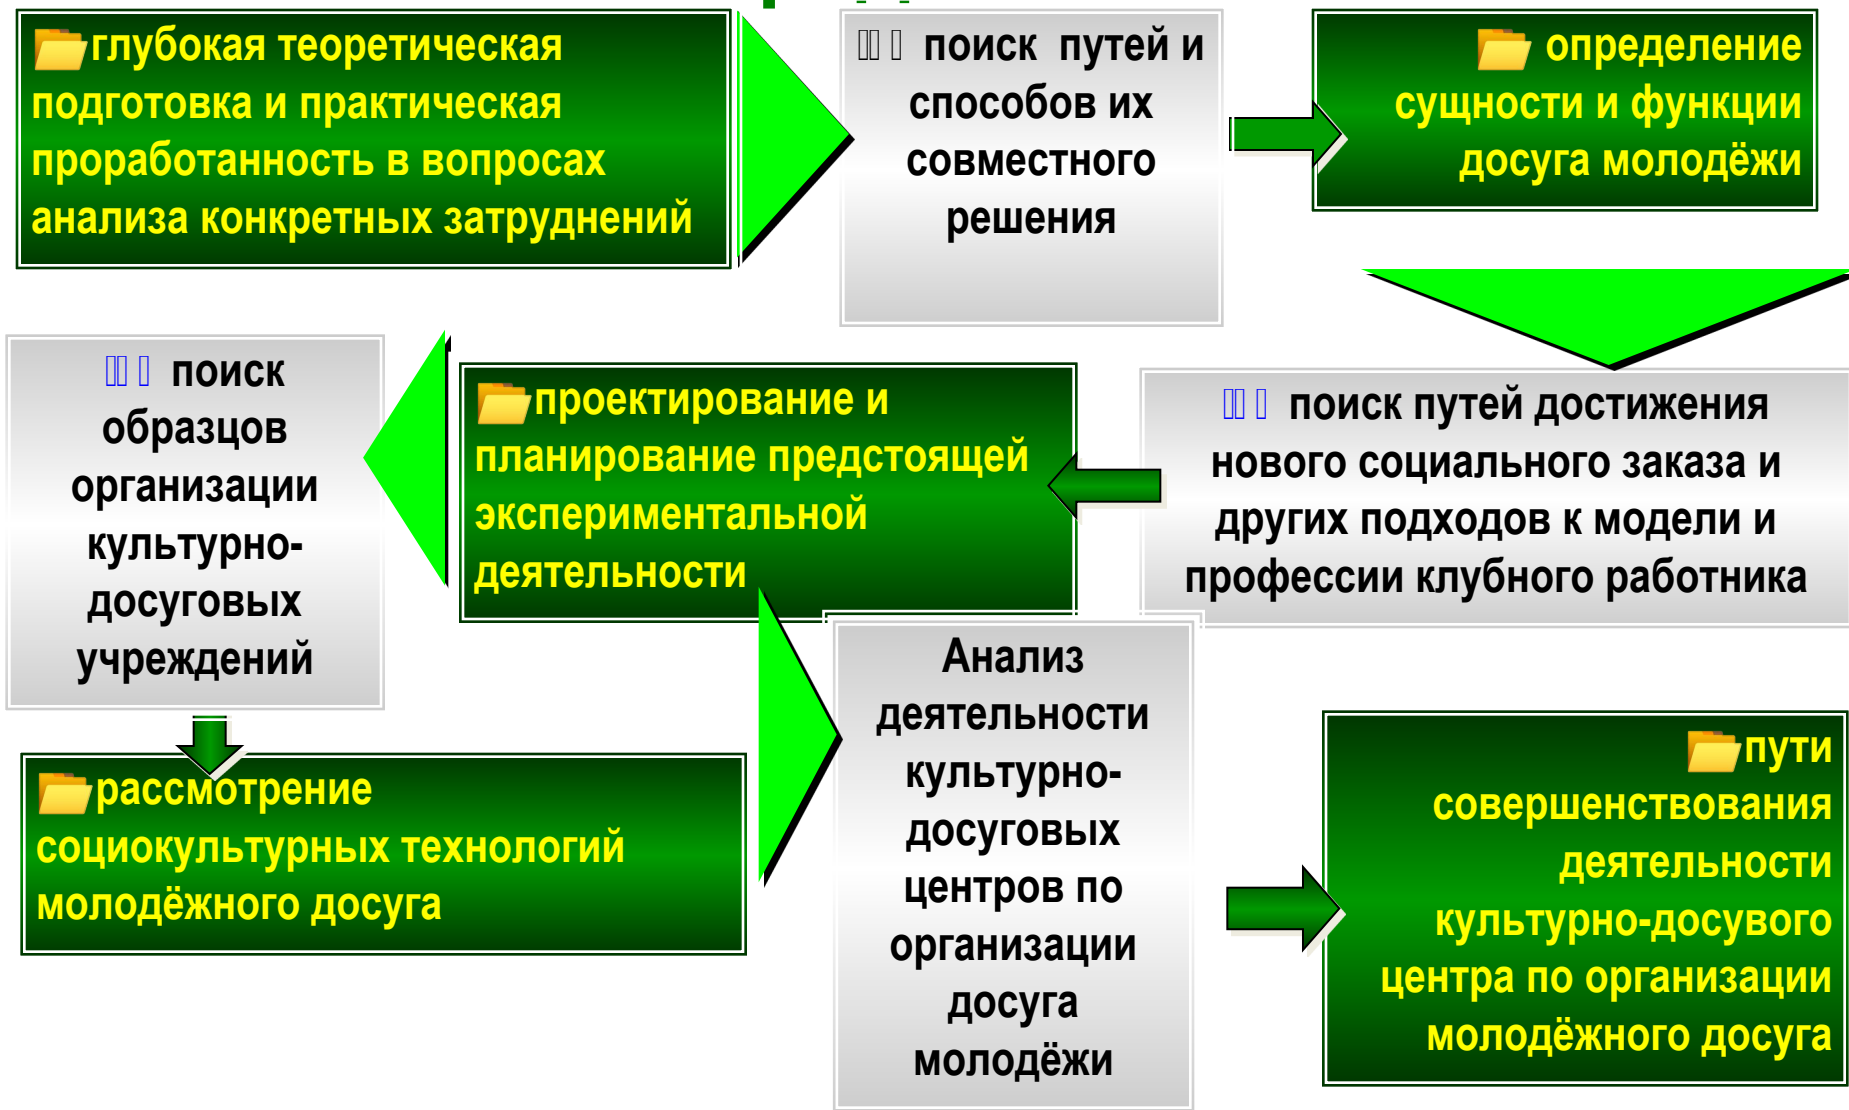 глубокая теоретическая
подготовка и практическая
проработанность в вопросах
анализа конкретных затруднений
поиск путей и
способов их
совместного
решения
определение
сущности и функции
досуга молодёжи
поиск путей достижения
нового социального заказа и
других подходов к модели и
профессии клубного работника
проектирование и
планирование предстоящей
экспериментальной
деятельности
поиск
образцов
организации
культурно-
досуговых
учреждений
рассмотрение
социокультурных технологий
молодёжного досуга
Анализ
деятельности
культурно-
досуговых
центров по
организации
досуга
молодёжи
пути
совершенствования
деятельности
культурно-досувого
центра по организации
молодёжного досуга